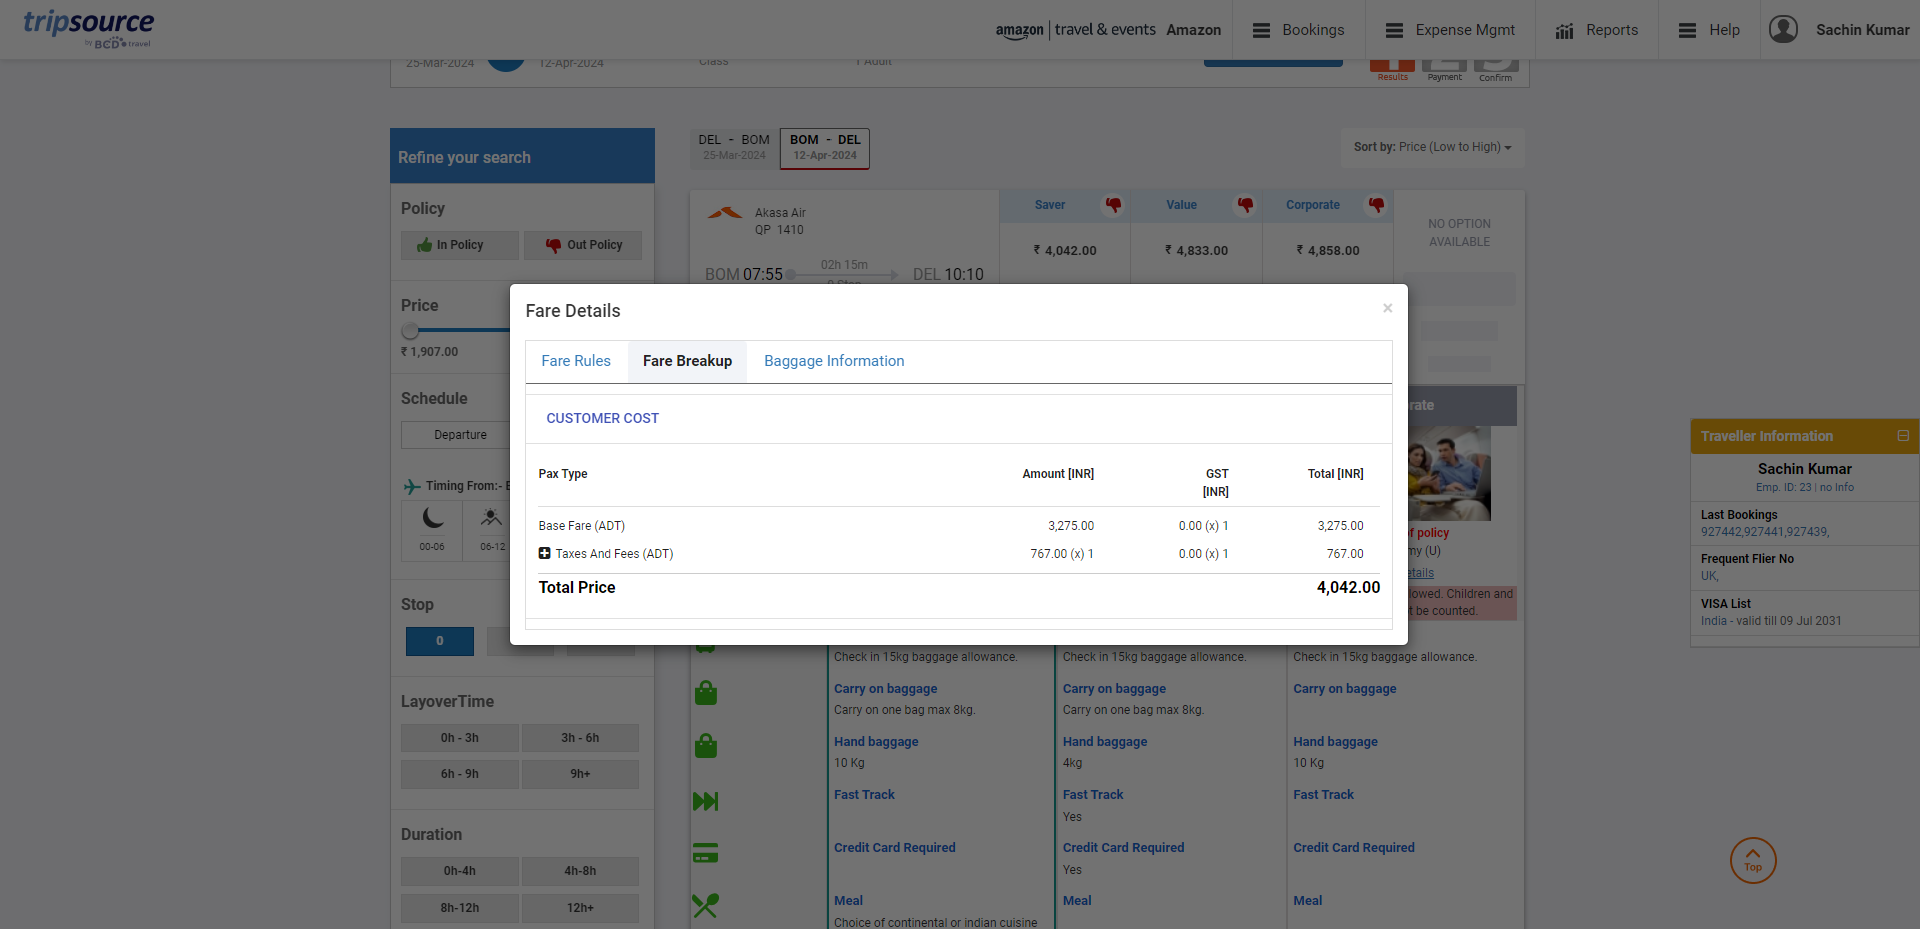 tripsource
by BCD travel
amazon | travel & events Amazon
Bookings
Expense Mgmt
Reports
Help
Sachin Kumar
25-Mar-2024
12-Apr-2024
Class
1 Adult
Results
Payment
Confirm
Refine your search
Policy
In Policy
Out Policy
Price
₹ 1,907.00
Schedule
Departure
Timing From:-
00-06
06-12
Stop
0
LayoverTime
0h - 3h
3h - 6h
6h - 9h
9h+
Duration
0h-4h
4h-8h
8h-12h
12h+
DEL - BOM
25-Mar-2024
BOM - DEL
12-Apr-2024
Sort by: Price (Low to High)
Akasa Air
QP 1410
BOM 07:55
02h 15m
DEL 10:10
Saver
₹ 4,042.00
Value
₹ 4,833.00
Corporate
₹ 4,858.00
NO OPTION
AVAILABLE
Fare Details
×
Fare Rules
Fare Breakup
Baggage Information
CUSTOMER COST
Pax Type
Amount [INR]
GST
[INR]
Total [INR]
Base Fare (ADT)
3,275.00
0.00 (x) 1
3,275.00
Taxes And Fees (ADT)
767.00 (x) 1
0.00 (x) 1
767.00
Total Price
4,042.00
rate
f policy
my (U)
etails
lowed. Children and
t be counted.
Check in 15kg baggage allowance.
Check in 15kg baggage allowance.
Check in 15kg baggage allowance.
Carry on baggage
Carry on one bag max 8kg.
Carry on baggage
Carry on one bag max 8kg.
Carry on baggage
Hand baggage
10 Kg
Hand baggage
4kg
Hand baggage
10 Kg
Fast Track
Fast Track
Yes
Fast Track
Credit Card Required
Credit Card Required
Yes
Credit Card Required
Meal
Choice of continental or indian cuisine
Meal
Meal
Traveller Information
Sachin Kumar
Emp. ID: 23 | no Info
Last Bookings
927442,927441,927439,
Frequent Flier No
UK,
VISA List
India - valid till 09 Jul 2031
Top